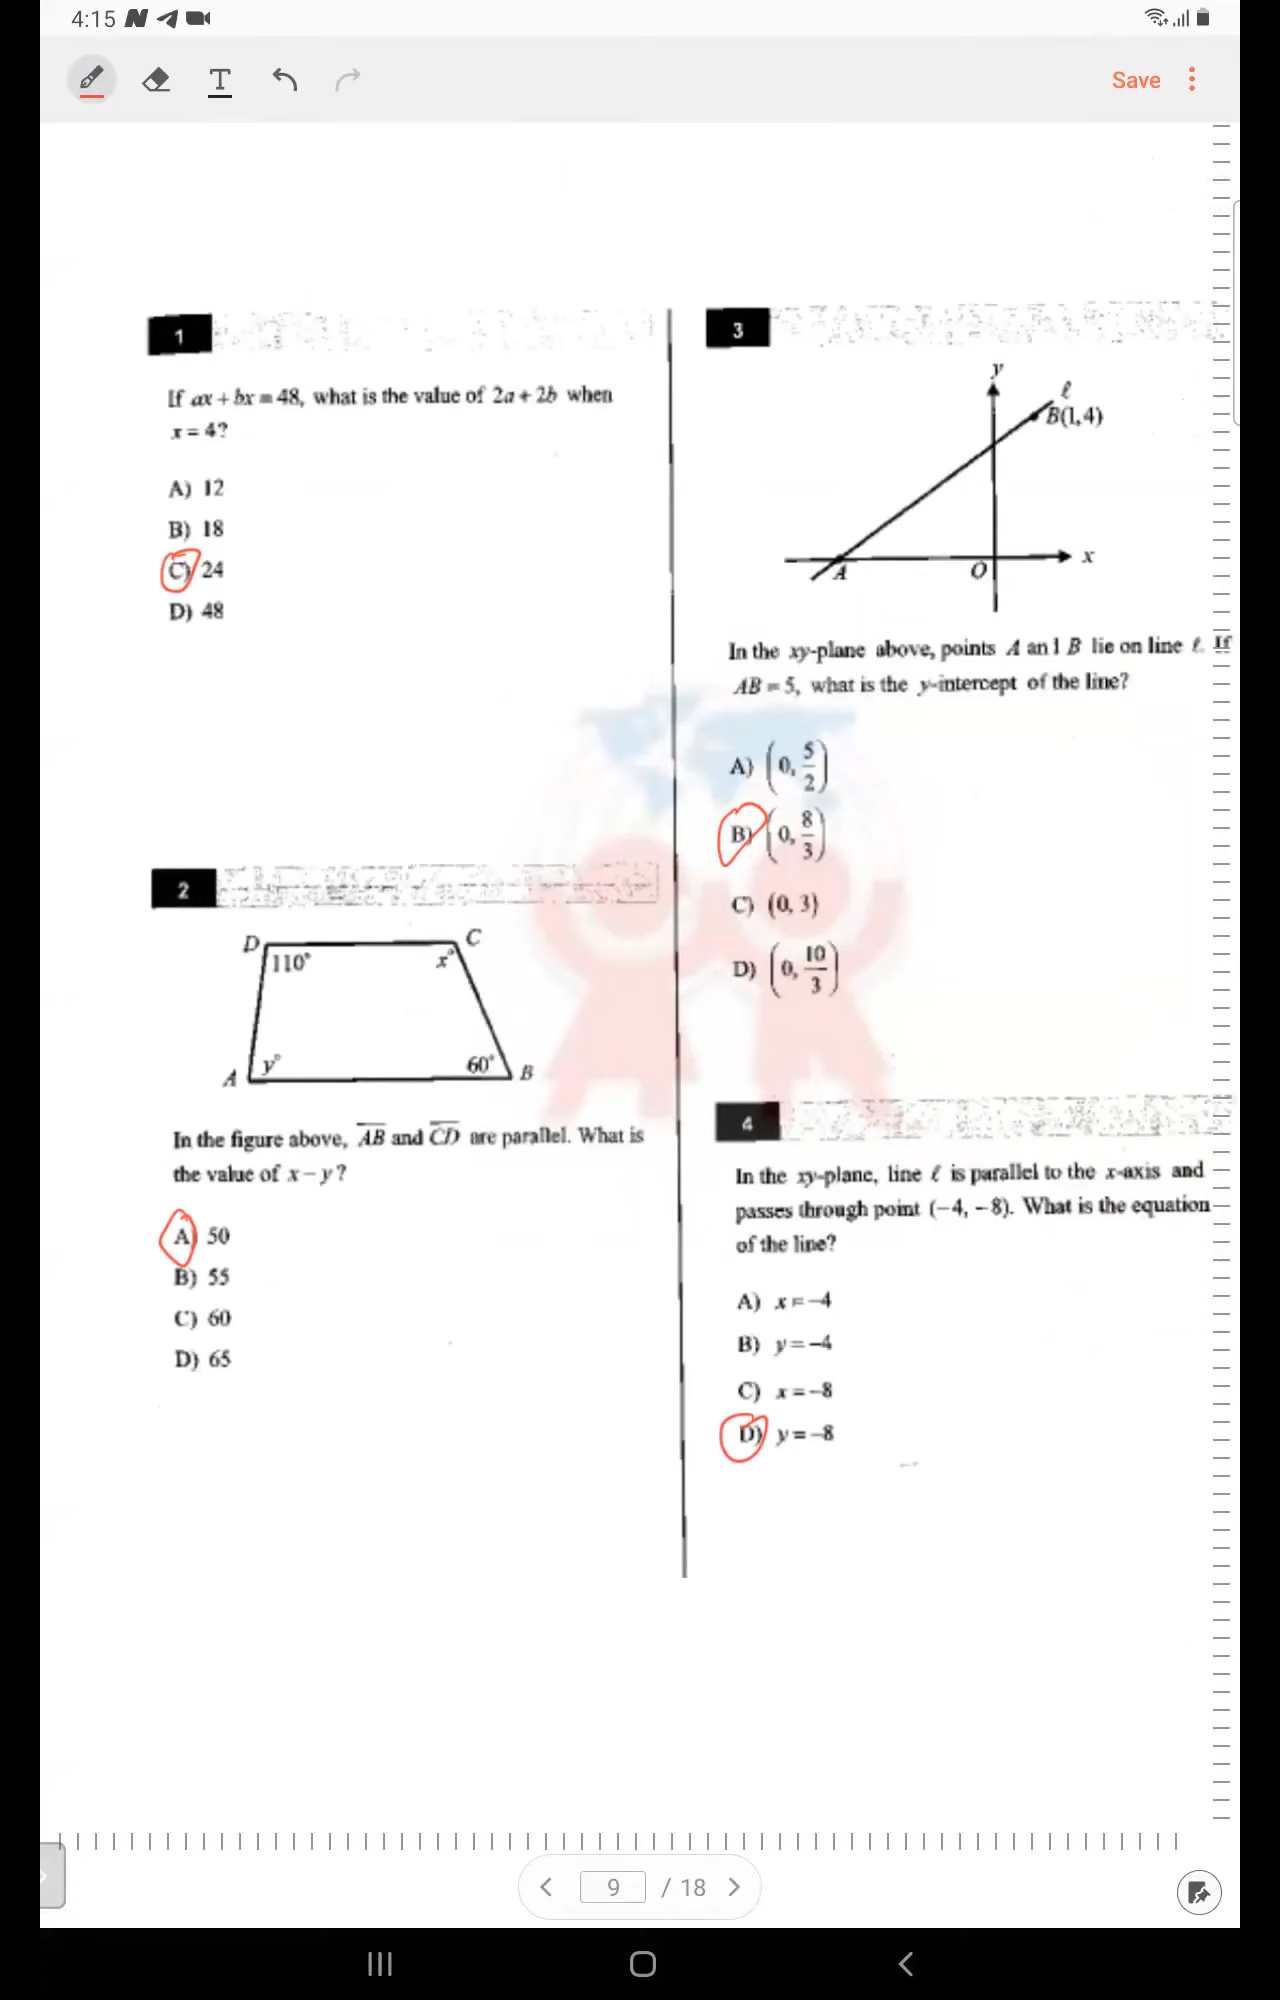 4:15
Save
1
If ax + bx = 48, what is the value of 2a + 2b when
x = 4?
A) 12
B) 18
C) 24
D) 48
2
D
C
110°
x°
y°
60°
A
B
In the figure above, AB and CD are parallel. What is
the value of x − y?
A) 50
B) 55
C) 60
D) 65
3
y
ℓ
B(1, 4)
x
A
O
In the xy-plane above, points A and B lie on line ℓ. If
AB = 5, what is the y-intercept of the line?
A) (0, 5/2)
B) (0, 8/3)
C) (0, 3)
D) (0, 10/3)
4
In the xy-plane, line ℓ is parallel to the x-axis and
passes through point (−4, −8). What is the equation
of the line?
A) x = −4
B) y = −4
C) x = −8
D) y = −8
9 / 18